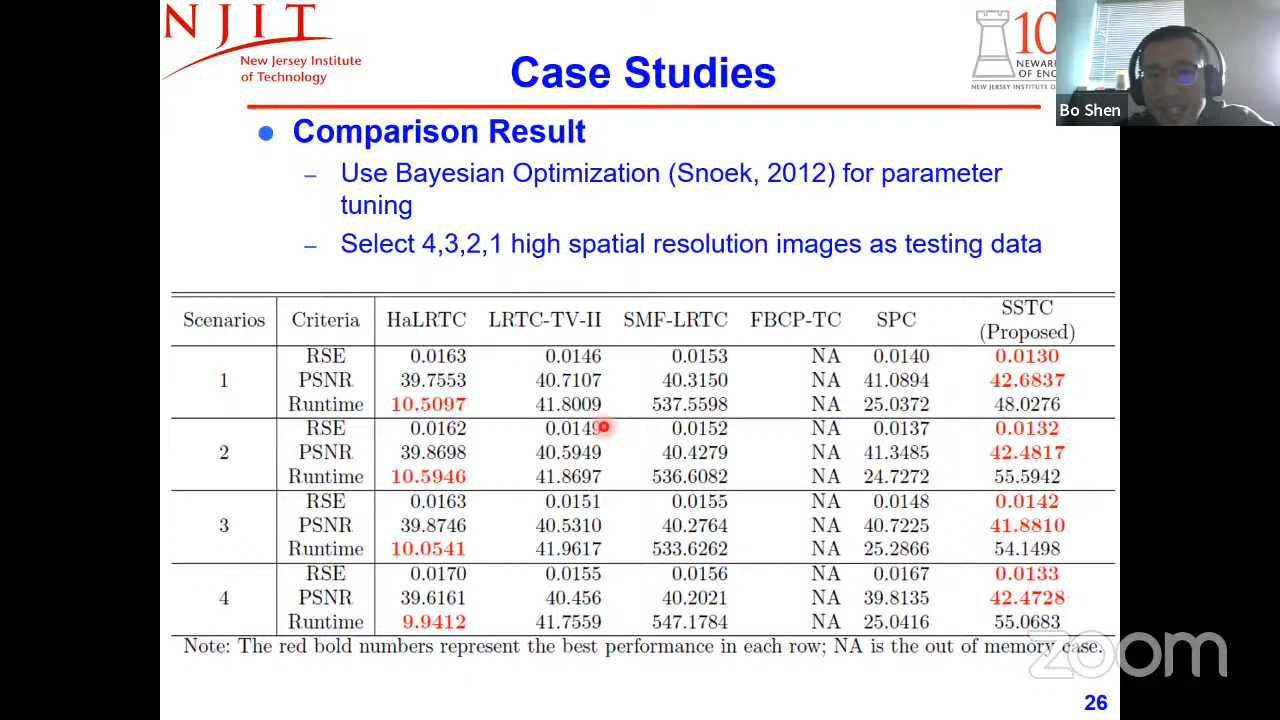 N J I T
New Jersey Institute
of Technology
Case Studies
10
NEWARK
OF EN
NEW JERSEY INSTITUTE O
Bo Shen
Comparison Result
– Use Bayesian Optimization (Snoek, 2012) for parameter
tuning
– Select 4,3,2,1 high spatial resolution images as testing data
Scenarios Criteria HaLRTC LRTC-TV-II SMF-LRTC FBCP-TC SPC SSTC
(Proposed)
RSE 0.0163 0.0146 0.0153 NA 0.0140 0.0130
1 PSNR 39.7553 40.7107 40.3150 NA 41.0894 42.6837
Runtime 10.5097 41.8009 537.5598 NA 25.0372 48.0276
RSE 0.0162 0.0149 0.0152 NA 0.0137 0.0132
2 PSNR 39.8698 40.5949 40.4279 NA 41.3485 42.4817
Runtime 10.5946 41.8697 536.6082 NA 24.7272 55.5942
RSE 0.0163 0.0151 0.0155 NA 0.0148 0.0142
3 PSNR 39.8746 40.5310 40.2764 NA 40.7225 41.8810
Runtime 10.0541 41.9617 533.6262 NA 25.2866 54.1498
RSE 0.0170 0.0155 0.0156 NA 0.0167 0.0133
4 PSNR 39.6161 40.456 40.2021 NA 39.8135 42.4728
Runtime 9.9412 41.7559 547.1784 NA 25.0416 55.0683
Note: The red bold numbers represent the best performance in each row; NA is the out of memory case.
zoom
26